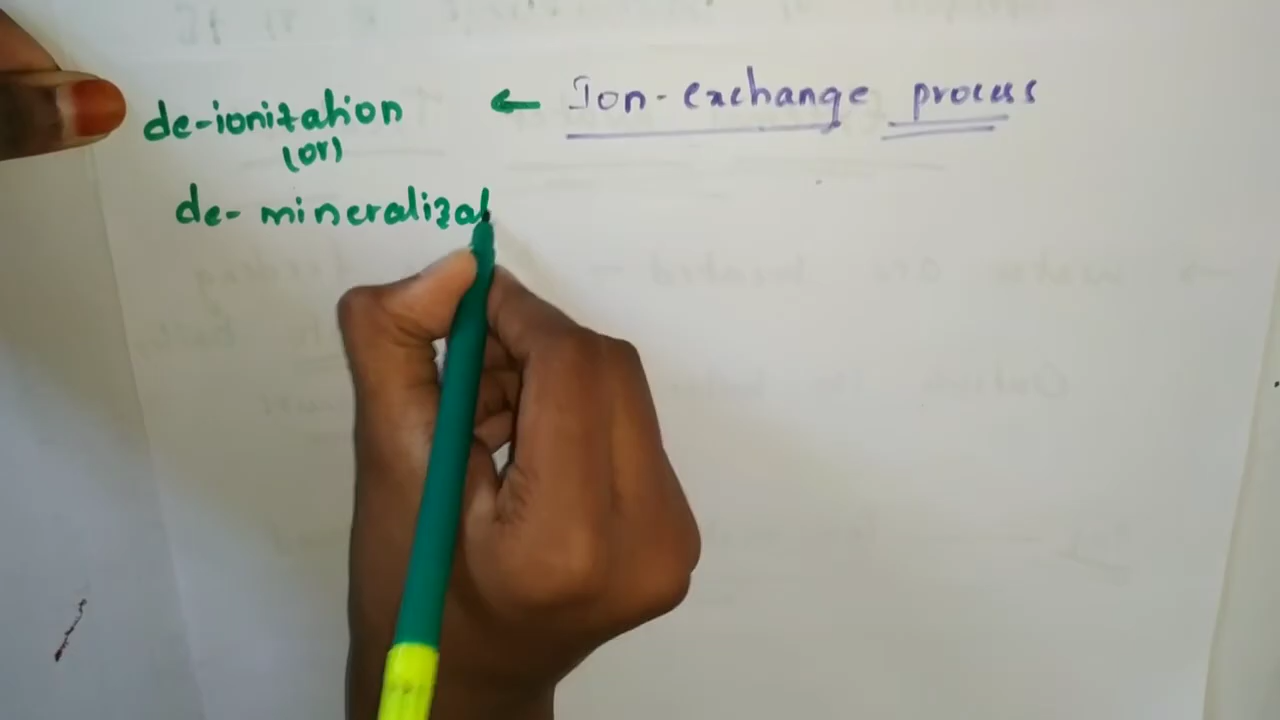 de-ionization ← Ion-exchange process
(or)
de-mineralizat